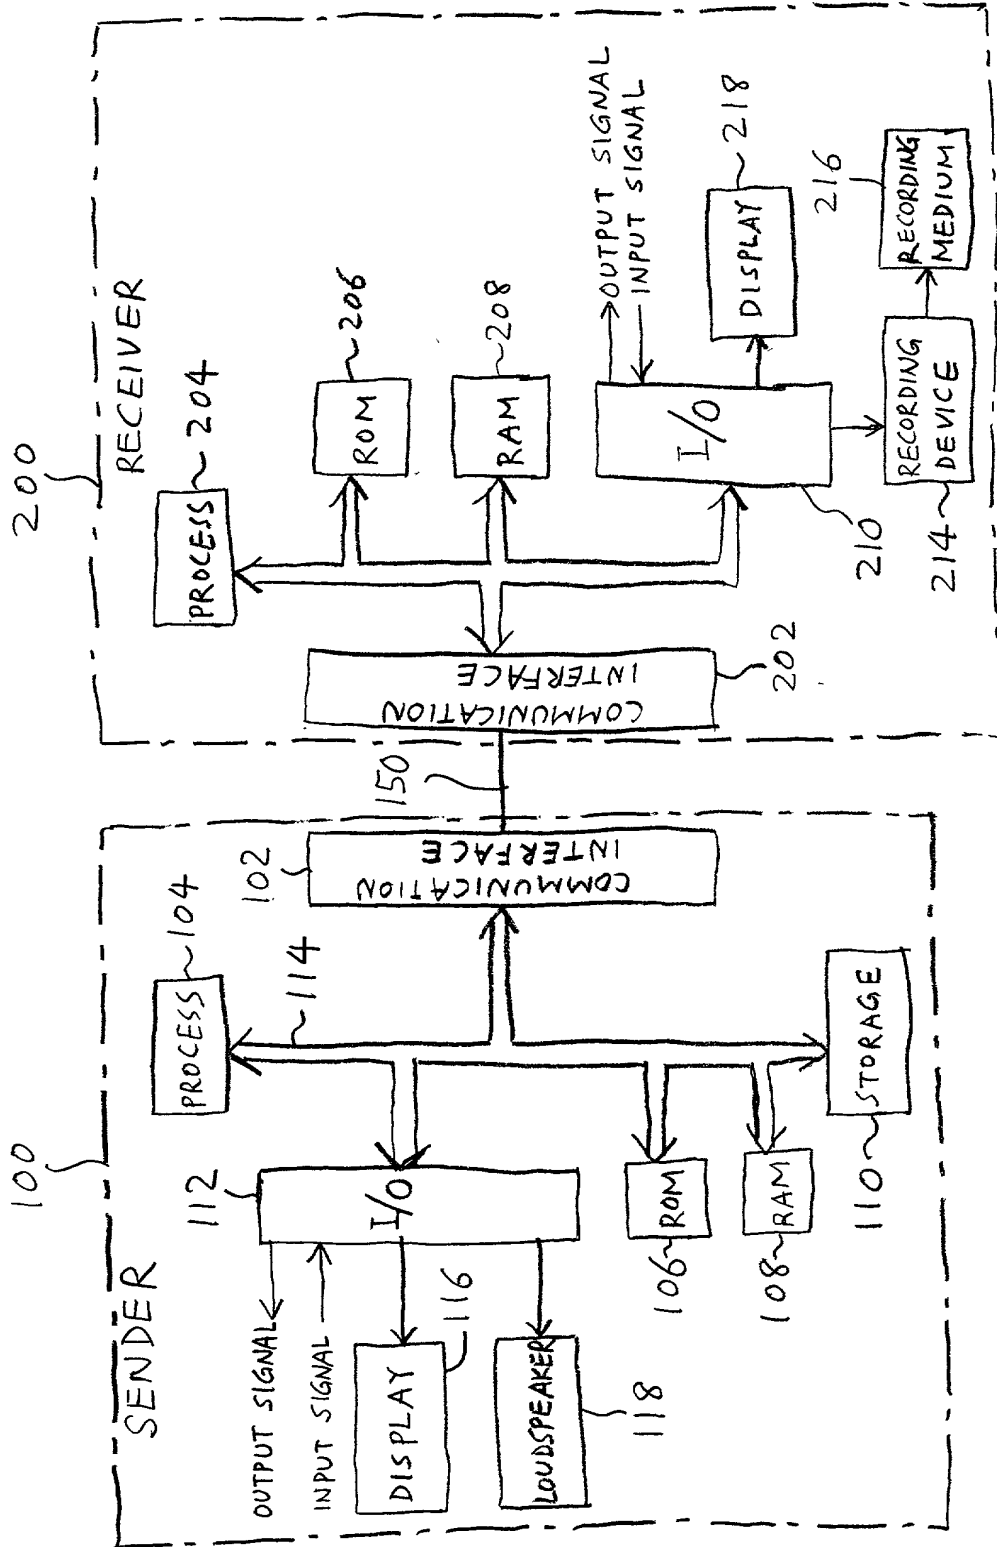 100
SENDER
PROCESS
104
114
112
I/O
OUTPUT SIGNAL
INPUT SIGNAL
DISPLAY
116
LOUDSPEAKER
118
106
ROM
108
RAM
110
STORAGE
102
COMMUNICATION
INTERFACE
150
200
RECEIVER
PROCESS
204
ROM
206
RAM
208
COMMUNICATION
INTERFACE
202
I/O
210
OUTPUT SIGNAL
INPUT SIGNAL
DISPLAY
218
RECORDING
DEVICE
214
RECORDING
MEDIUM
216